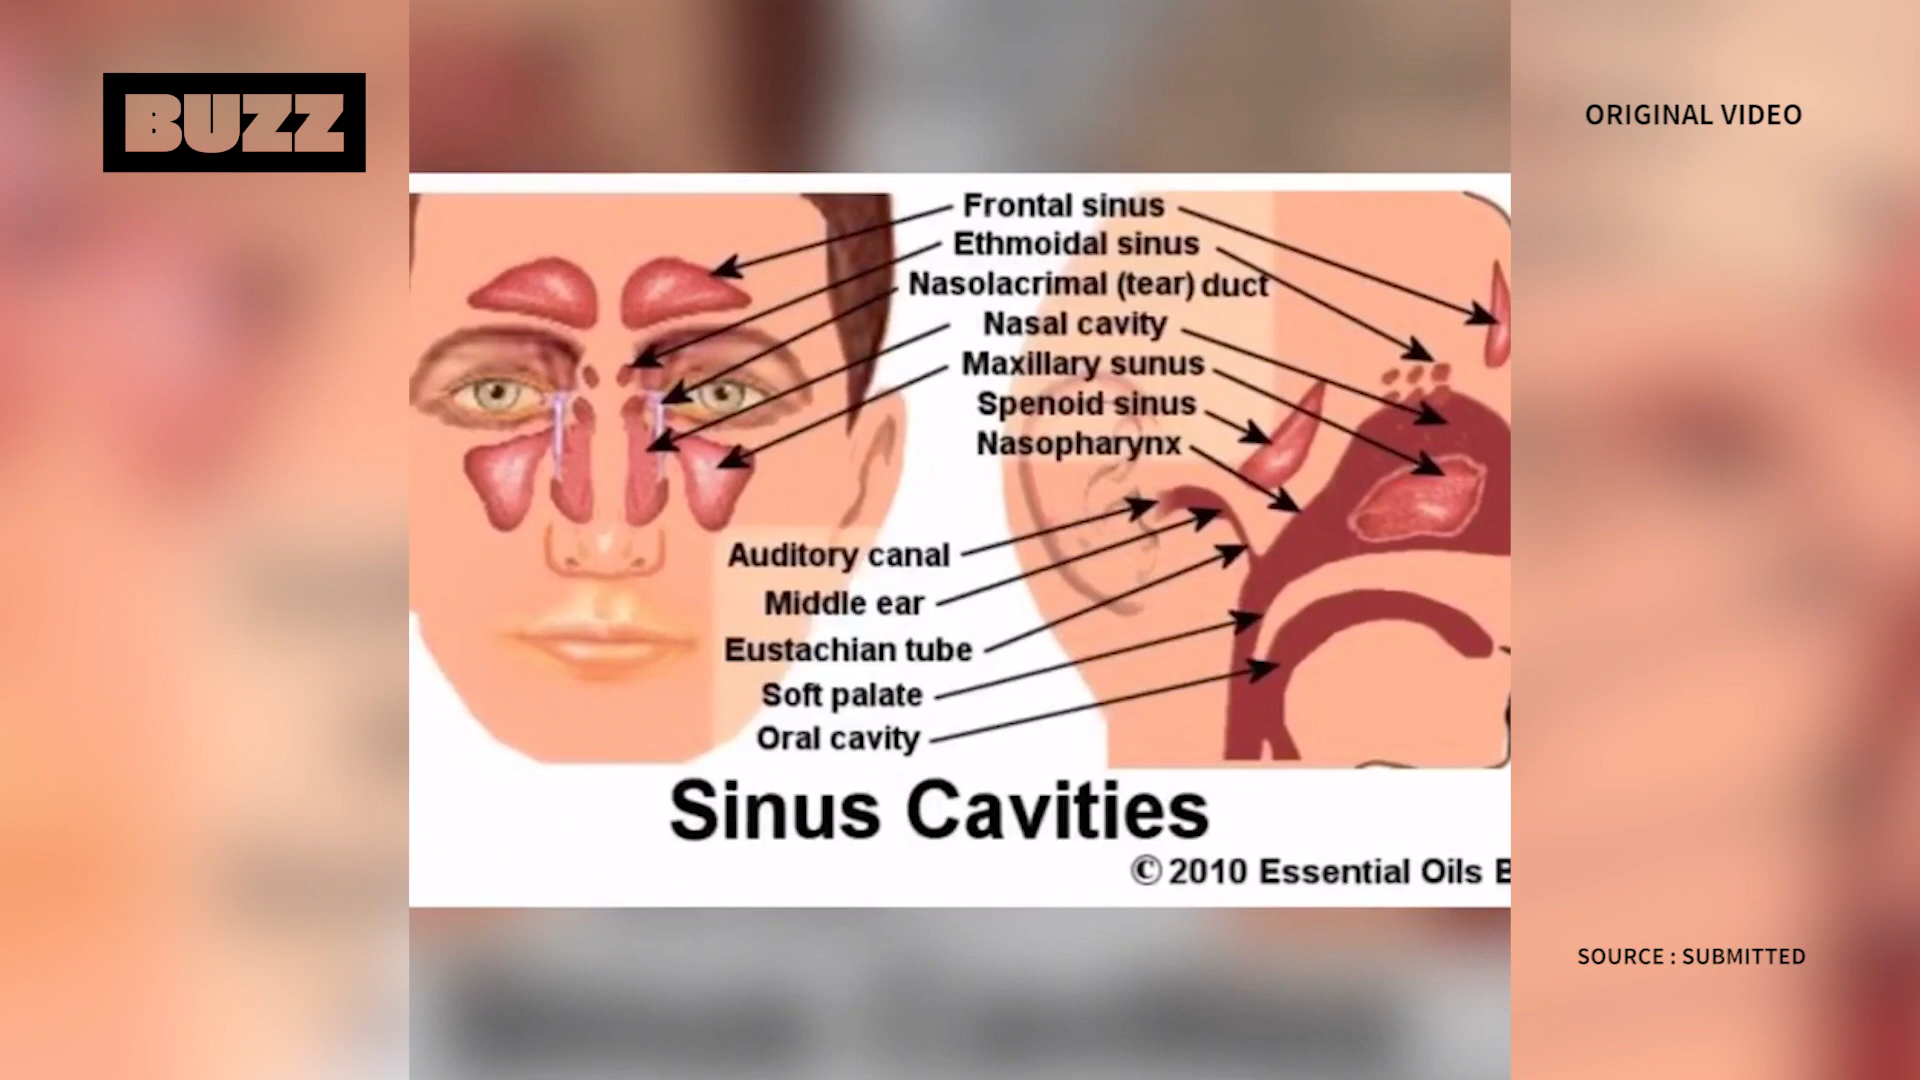 BUZZ
ORIGINAL VIDEO
Frontal sinus
Ethmoidal sinus
Nasolacrimal (tear) duct
Nasal cavity
Maxillary sunus
Spenoid sinus
Nasopharynx
Auditory canal
Middle ear
Eustachian tube
Soft palate
Oral cavity
Sinus Cavities
© 2010 Essential Oils
SOURCE : SUBMITTED